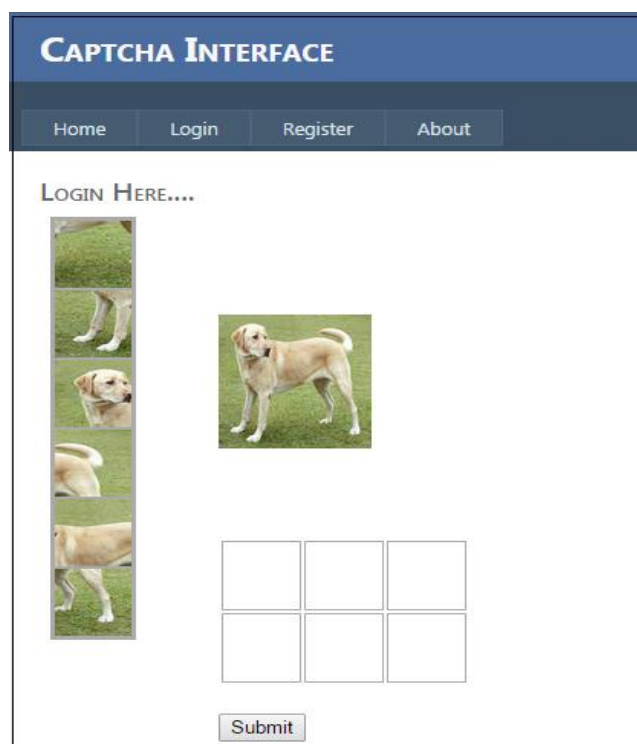 CAPTCHA INTERFACE
Home Login Register About
LOGIN HERE....
Submit